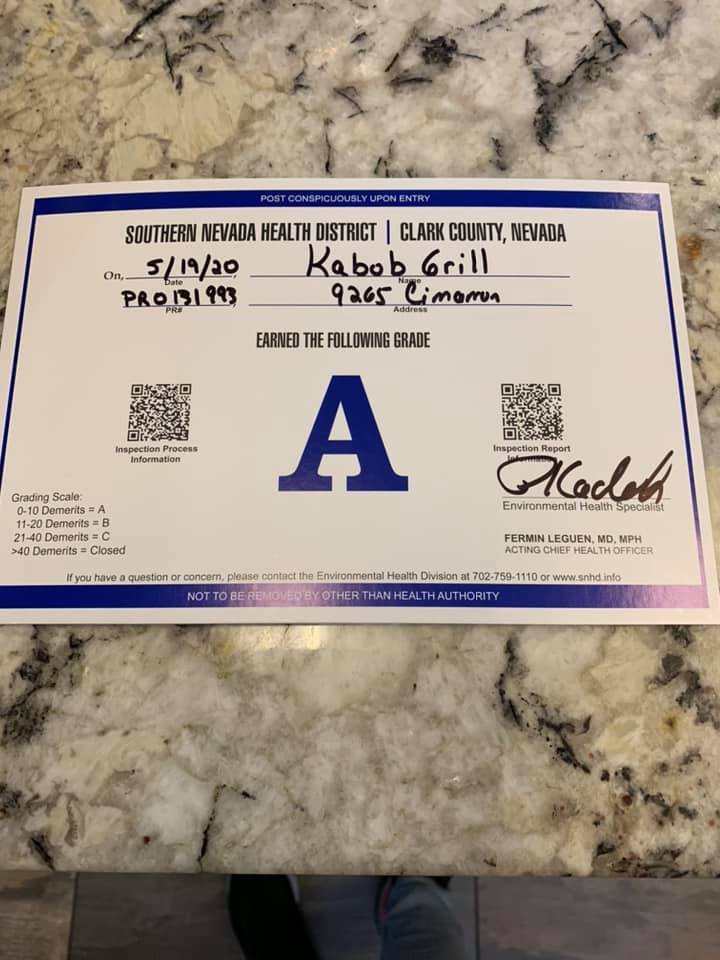 POST CONSPICUOUSLY UPON ENTRY
SOUTHERN NEVADA HEALTH DISTRICT | CLARK COUNTY, NEVADA
On, 5/19/20 Kabob Grill
Date Name
PR0131993 9265 Cimarron
PR# Address
EARNED THE FOLLOWING GRADE
A
Inspection Process
Information
Inspection Report
Information
Environmental Health Specialist
Grading Scale:
0-10 Demerits = A
11-20 Demerits = B
21-40 Demerits = C
>40 Demerits = Closed
FERMIN LEGUEN, MD, MPH
ACTING CHIEF HEALTH OFFICER
If you have a question or concern, please contact the Environmental Health Division at 702-759-1110 or www.snhd.info
NOT TO BE REMOVED BY OTHER THAN HEALTH AUTHORITY